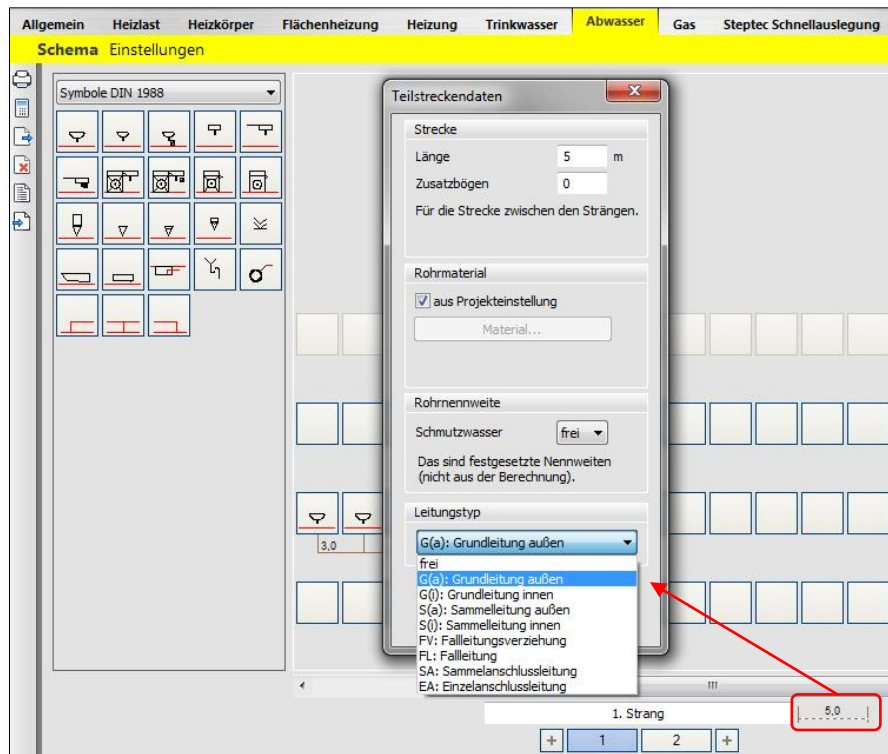 Allgemein Heizlast Heizkörper Flächenheizung Heizung Trinkwasser Abwasser Gas Steptec Schnellauslegung
Schema Einstellungen
Symbole DIN 1988
Teilstreckendaten
Strecke
Länge 5 m
Zusatzbögen 0
Für die Strecke zwischen den Strängen.
Rohrmaterial
aus Projekteinstellung
Material...
Rohrnennweite
Schmutzwasser frei
Das sind festgesetzte Nennweiten
(nicht aus der Berechnung).
Leitungstyp
G(a): Grundleitung außen
frei
G(a): Grundleitung außen
G(i): Grundleitung innen
S(a): Sammelleitung außen
S(i): Sammelleitung innen
FV: Fallleitungsverziehung
FL: Fallleitung
SA: Sammelanschlussleitung
EA: Einzelanschlussleitung
3,0
1. Strang 5,0
+ 1 2 +